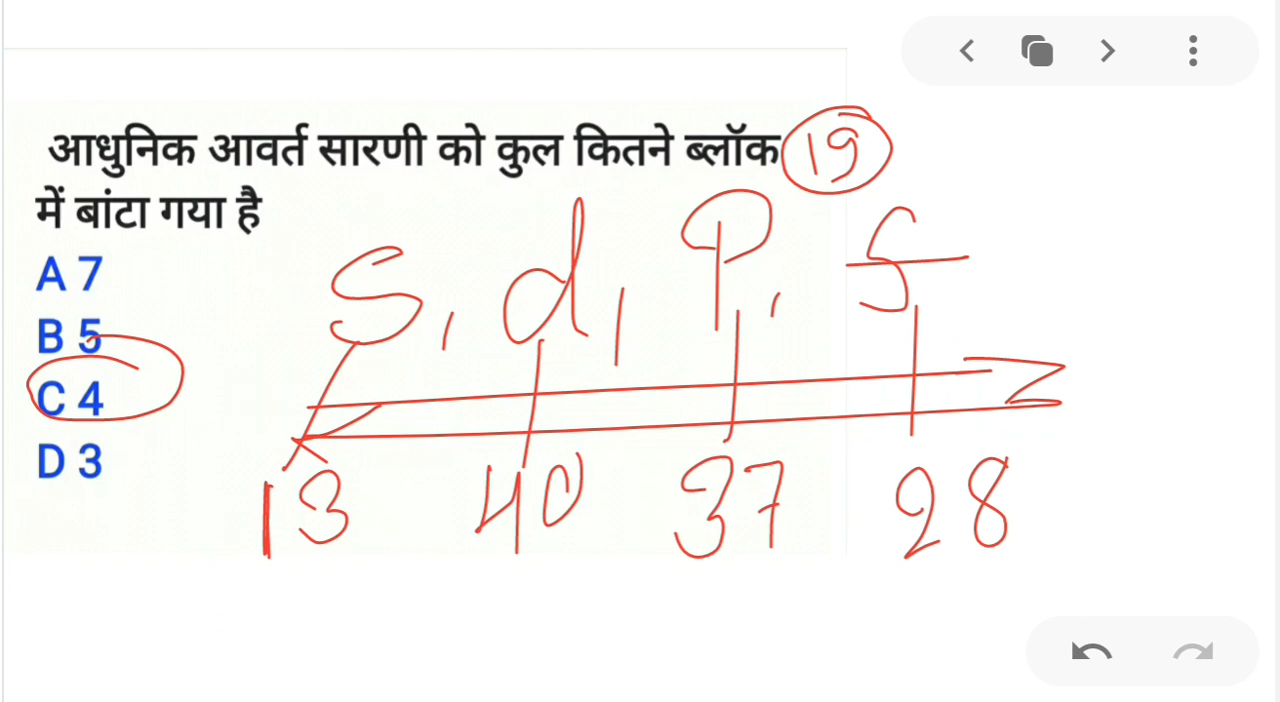 आधुनिक आवर्त सारणी को कुल कितने ब्लॉक 19
में बांटा गया है
A 7
B 5
C 4
D 3
S, d, P, f
13 40 37 28